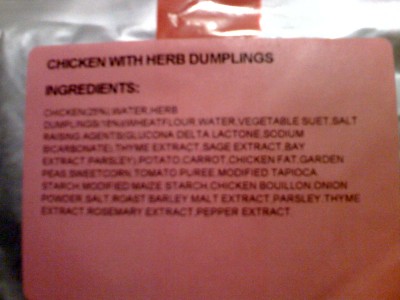 CHICKEN WITH HERB DUMPLINGS
INGREDIENTS:
CHICKEN(25%),WATER,HERB
DUMPLINGS(18%)(WHEATFLOUR,WATER,VEGETABLE SUET,SALT
RAISING AGENTS(GLUCONA DELTA LACTONE,SODIUM
BICARBONATE),THYME EXTRACT,SAGE EXTRACT,BAY
EXTRACT,PARSLEY),POTATO,CARROT,CHICKEN FAT,GARDEN
PEAS,SWEETCORN,TOMATO PUREE,MODIFIED TAPIOCA
STARCH,MODIFIED MAIZE STARCH,CHICKEN BOUILLON,ONION
POWDER,SALT,ROAST BARLEY MALT EXTRACT,PARSLEY,THYME
EXTRACT,ROSEMARY EXTRACT,PEPPER EXTRACT